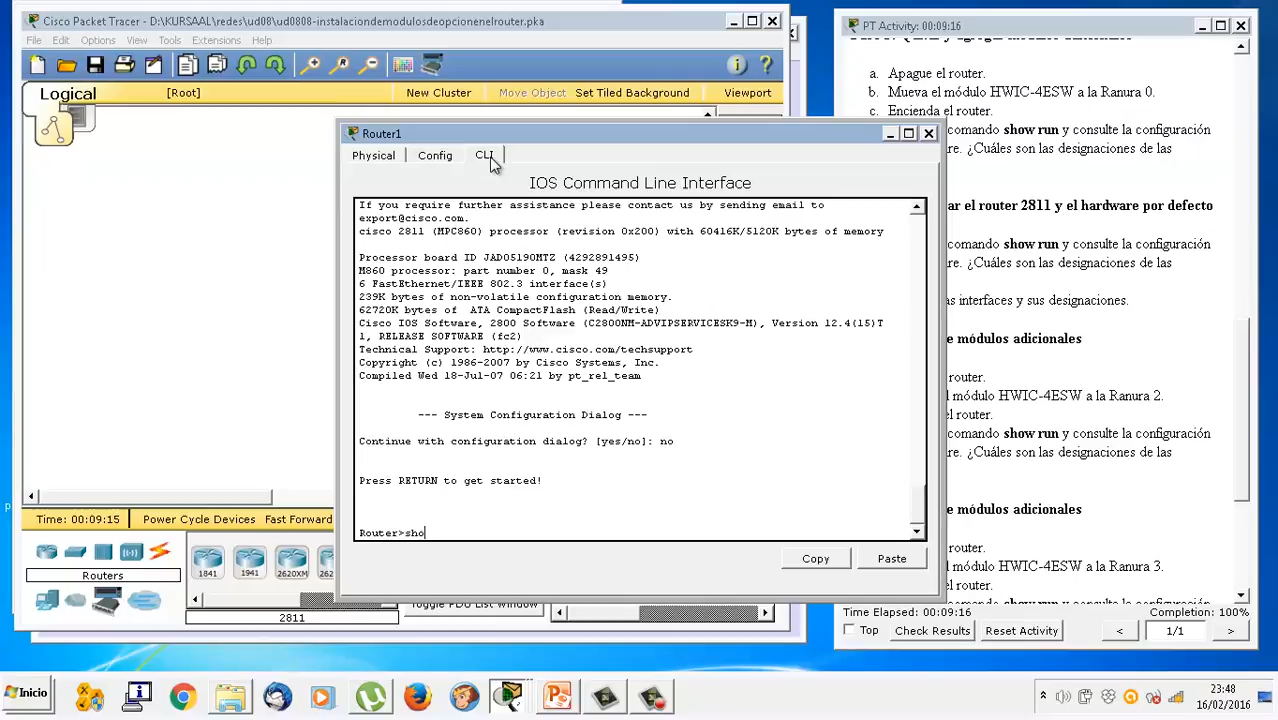 Cisco Packet Tracer - D:\KURSAAL\redes\ud08\ud0808-instalaciondemodulosdeopcionenelrouter.pka
File Edit Options View Tools Extensions Help
Logical [Root] New Cluster Move Object Set Tiled Background Viewport
Router1
Physical Config CLI
IOS Command Line Interface
If you require further assistance please contact us by sending email to
export@cisco.com.
cisco 2811 (MPC860) processor (revision 0x200) with 60416K/5120K bytes of memory
Processor board ID JAD05190MTZ (4292891495)
M860 processor: part number 0, mask 49
6 FastEthernet/IEEE 802.3 interface(s)
239K bytes of non-volatile configuration memory.
62720K bytes of ATA CompactFlash (Read/Write)
Cisco IOS Software, 2800 Software (C2800NM-ADVIPSERVICESK9-M), Version 12.4(15)T
1, RELEASE SOFTWARE (fc2)
Technical Support: http://www.cisco.com/techsupport
Copyright (c) 1986-2007 by Cisco Systems, Inc.
Compiled Wed 18-Jul-07 06:21 by pt_rel_team
--- System Configuration Dialog ---
Continue with configuration dialog? [yes/no]: no
Press RETURN to get started!
Router>sho
Copy Paste
Time: 00:09:15 Power Cycle Devices Fast Forward
Routers
1841 1941 2620XM 262
2811
Toggle PDU List Window
PT Activity: 00:09:16
a. Apague el router.
b. Mueva el módulo HWIC-4ESW a la Ranura 0.
c. Encienda el router.
comando show run y consulte la configuración
re. ¿Cuáles son las designaciones de las
ar el router 2811 y el hardware por defecto
comando show run y consulte la configuración
re. ¿Cuáles son las designaciones de las
as interfaces y sus designaciones.
e módulos adicionales
router.
l módulo HWIC-4ESW a la Ranura 2.
router.
comando show run y consulte la configuración
re. ¿Cuáles son las designaciones de las
e módulos adicionales
router.
l módulo HWIC-4ESW a la Ranura 3.
el router.
Time Elapsed: 00:09:16 Completion: 100%
Top Check Results Reset Activity < 1/1 >
Inicio
23:48
16/02/2016